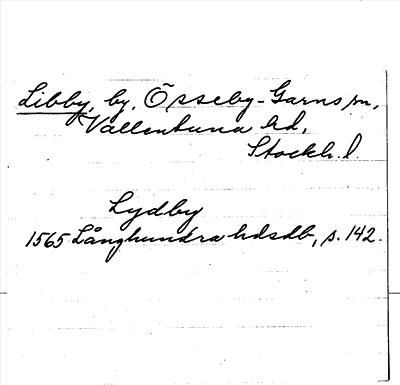 Libby, by, Össeby-Garns sn,
Vallentuna hd,
Stockh. l.
Lydby
1565 Långhundra hdsdb, s. 142.